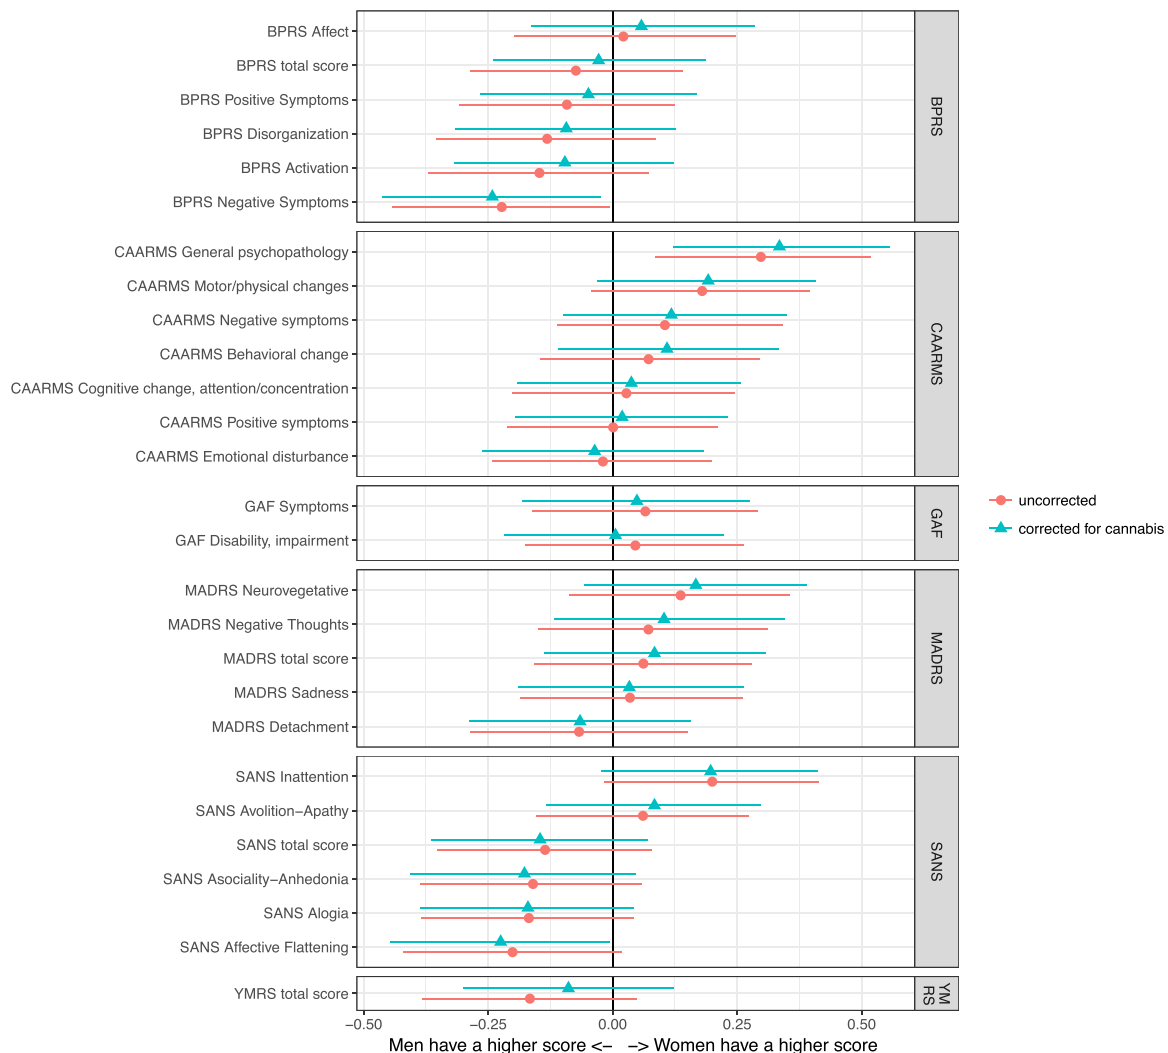 BPRS Affect
BPRS total score
BPRS Positive Symptoms
BPRS Disorganization
BPRS Activation
BPRS Negative Symptoms
BPRS
CAARMS General psychopathology
CAARMS Motor/physical changes
CAARMS Negative symptoms
CAARMS Behavioral change
CAARMS Cognitive change, attention/concentration
CAARMS Positive symptoms
CAARMS Emotional disturbance
CAARMS
GAF Symptoms
GAF Disability, impairment
GAF
MADRS Neurovegetative
MADRS Negative Thoughts
MADRS total score
MADRS Sadness
MADRS Detachment
MADRS
SANS Inattention
SANS Avolition−Apathy
SANS total score
SANS Asociality−Anhedonia
SANS Alogia
SANS Affective Flattening
SANS
YMRS total score
YM
RS
−0.50 −0.25 0.00 0.25 0.50
Men have a higher score <− −> Women have a higher score
uncorrected
corrected for cannabis